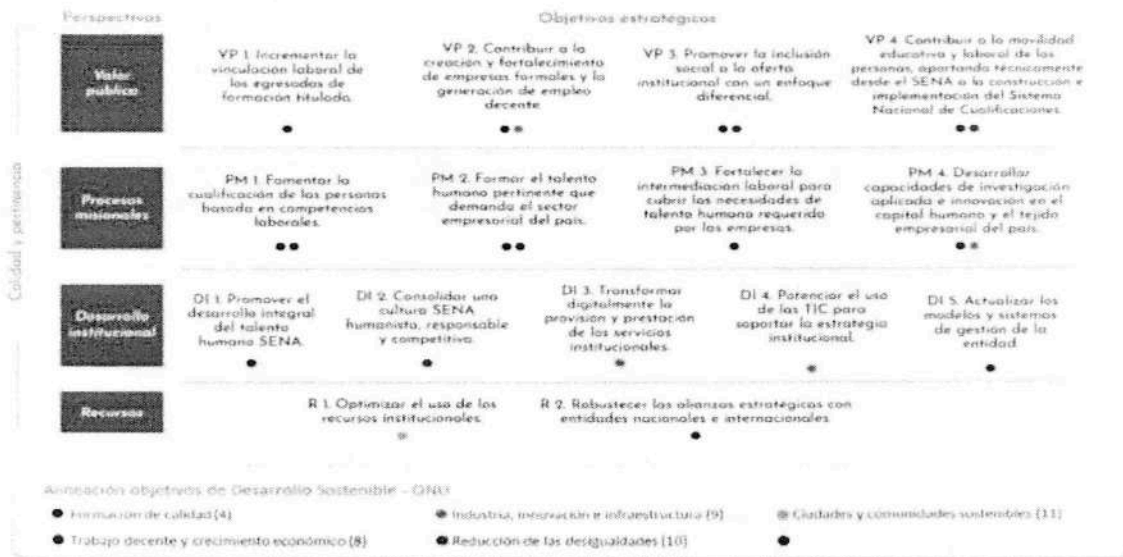 Perspectivas
Objetivos estratégicos
Calidad y pertinencia
Valor
público
VP 1. Incrementar la
vinculación laboral de
los egresados de
formación titulada.
VP 2. Contribuir a la
creación y fortalecimiento
de empresas formales y la
generación de empleo
decente
VP 3. Promover la inclusión
social a la oferta
institucional con un enfoque
diferencial.
VP 4. Contribuir a la movilidad
educativa y laboral de las
personas, aportando técnicamente
desde el SENA a la construcción e
implementación del Sistema
Nacional de Cualificaciones.
Procesos
misionales
PM 1. Fomentar la
cualificación de las personas
basada en competencias
laborales.
PM 2. Formar el talento
humano pertinente que
demanda el sector
empresarial del país.
PM 3. Fortalecer la
intermediación laboral para
cubrir las necesidades de
talento humano requerido
por las empresas.
PM 4. Desarrollar
capacidades de investigación
aplicada e innovación en el
capital humano y el tejido
empresarial del país.
Desarrollo
institucional
DI 1. Promover el
desarrollo integral
del talento
humano SENA.
DI 2. Consolidar una
cultura SENA
humanista, responsable
y competitiva.
DI 3. Transformar
digitalmente la
provisión y prestación
de los servicios
institucionales.
DI 4. Potenciar el uso
de las TIC para
soportar la estrategia
institucional.
DI 5. Actualizar los
modelos y sistemas
de gestión de la
entidad.
Recursos
R 1. Optimizar el uso de los
recursos institucionales
R 2. Robustecer las alianzas estratégicas con
entidades nacionales e internacionales
Alineación objetivos de Desarrollo Sostenible - ONU
Formación de calidad (4)
Industria, innovación e infraestructura (9)
Ciudades y comunidades sostenibles (11)
Trabajo decente y crecimiento económico (8)
Reducción de las desigualdades (10)